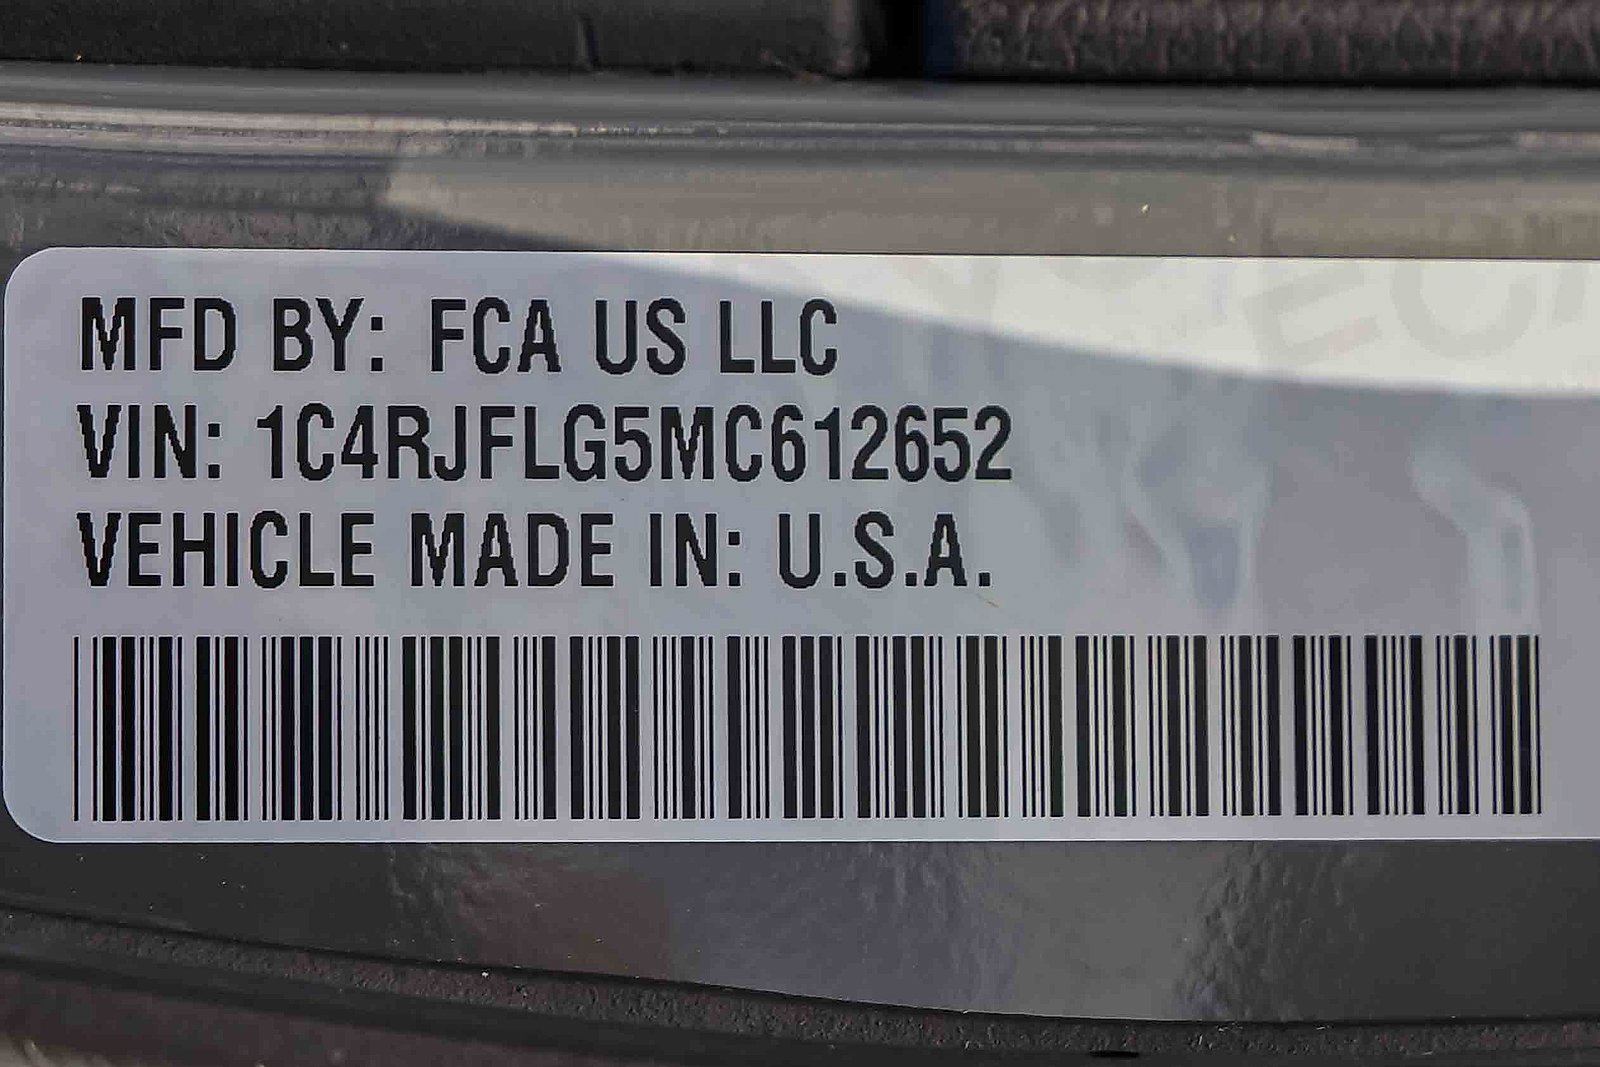 MFD BY: FCA US LLC
VIN: 1C4RJFLG5MC612652
VEHICLE MADE IN: U.S.A.